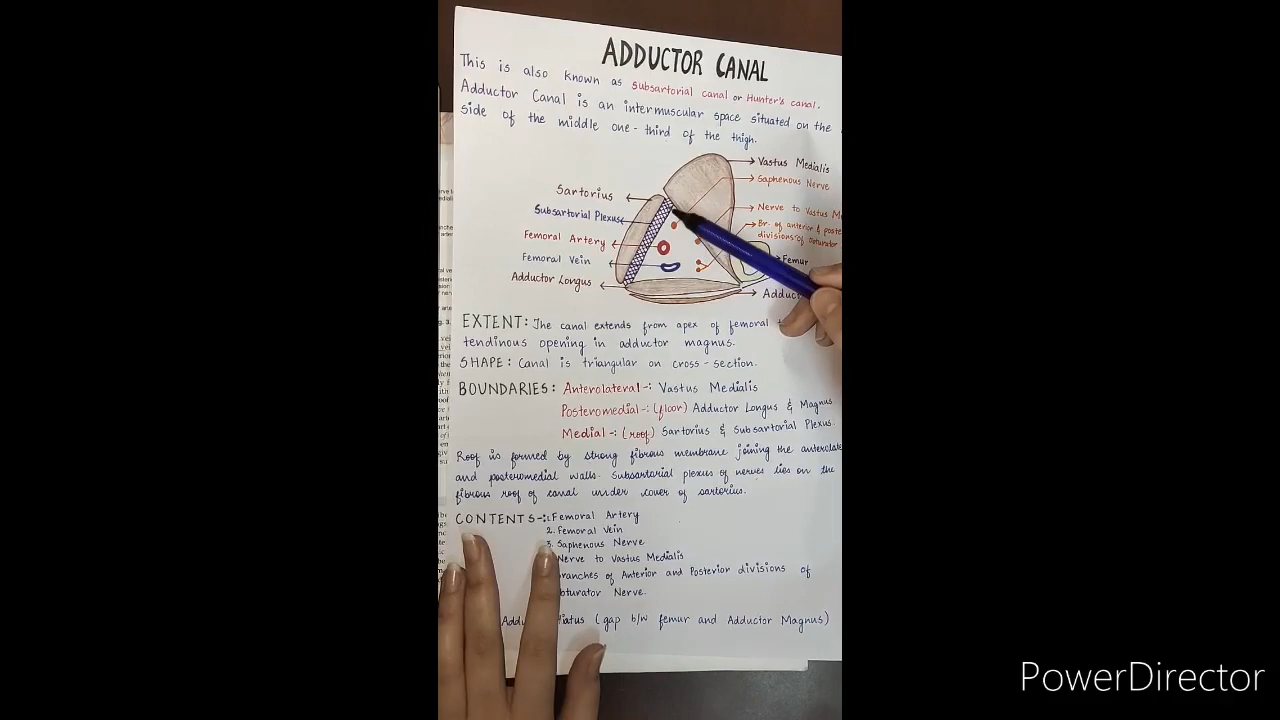 ADDUCTOR CANAL
This is also known as Subsartorial canal or Hunter's canal.
Adductor Canal is an intermuscular space situated on the
side of the middle one-third of the thigh.
Vastus Medialis
Saphenous Nerve
Sartorius
Subsartorial Plexus
Nerve to Vastus
Br. of anterior &
divisions of obturator
Femoral Artery
Femoral Vein
Femur
Adductor Longus
EXTENT: The canal extends from apex of femoral
tendinous opening in adductor magnus.
SHAPE: Canal is triangular on cross-section.
BOUNDARIES: Anterolateral-: Vastus Medialis
Posteromedial-: (floor) Adductor Longus & Magnus
Medial-: (roof) Sartorius & Subsartorial Plexus.
Roof is formed by strong fibrous membrane joining the
and posteromedial walls. Subsartorial plexus of nerves lies on the
fibrous roof of canal under cover of sartorius.
CONTENTS-: 1. Femoral Artery
2. Femoral Vein
3. Saphenous Nerve
Nerve to Vastus Medialis
of Anterior and Posterior divisions of
Nerve.
(gap b/w femur and Adductor Magnus)
PowerDirector